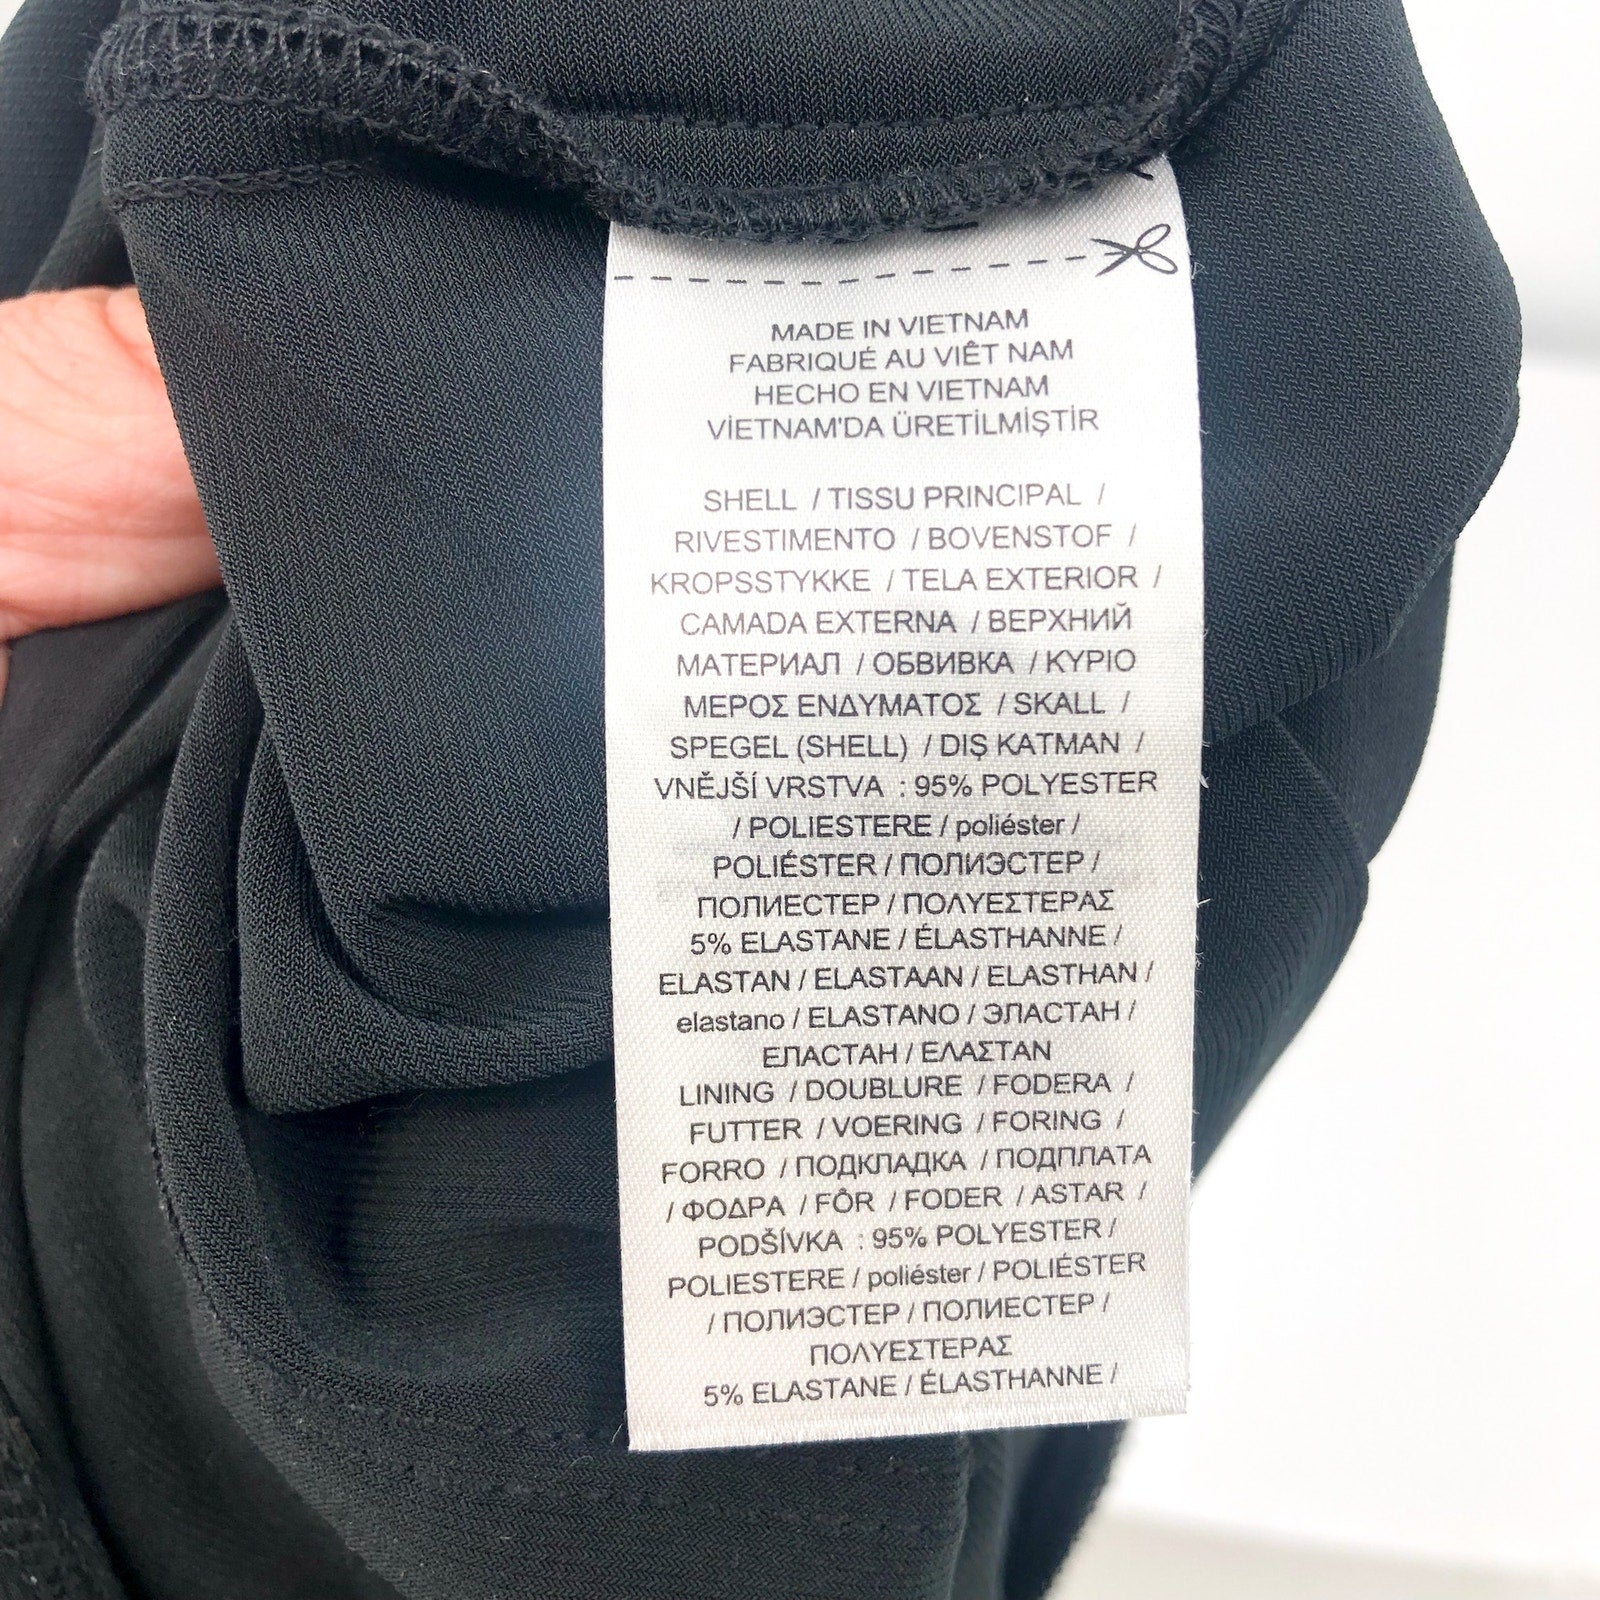 MADE IN VIETNAM
FABRIQUÉ AU VIÊT NAM
HECHO EN VIETNAM
VİETNAM'DA ÜRETİLMİŞTİR
SHELL / TISSU PRINCIPAL /
RIVESTIMENTO / BOVENSTOF /
KROPSSTYKKE / TELA EXTERIOR /
CAMADA EXTERNA / ВЕРХНИЙ
МАТЕРИАЛ / ОБВИВКА / ΚΥΡΙΟ
ΜΕΡΟΣ ΕΝΔΥΜΑΤΟΣ / SKALL /
SPEGEL (SHELL) / DIŞ KATMAN /
VNĚJŠÍ VRSTVA : 95% POLYESTER
/ POLIESTERE / poliéster /
POLIÉSTER / ПОЛИЭСТЕР /
ПОЛИЕСТЕР / ΠΟΛΥΕΣΤΕΡΑΣ
5% ELASTANE / ÉLASTHANNE /
ELASTAN / ELASTAAN / ELASTHAN /
elastano / ELASTANO / ЭЛАСТАН /
ЕЛАСТАН / ΕΛΑΣΤΑΝ
LINING / DOUBLURE / FODERA /
FUTTER / VOERING / FORING /
FORRO / ПОДКЛАДКА / ПОДПЛАТА
/ ΦΟΔΡΑ / FÔR / FODER / ASTAR /
PODŠÍVKA : 95% POLYESTER /
POLIESTERE / poliéster / POLIÉSTER
/ ПОЛИЭСТЕР / ПОЛИЕСТЕР /
ΠΟΛΥΕΣΤΕΡΑΣ
5% ELASTANE / ÉLASTHANNE /